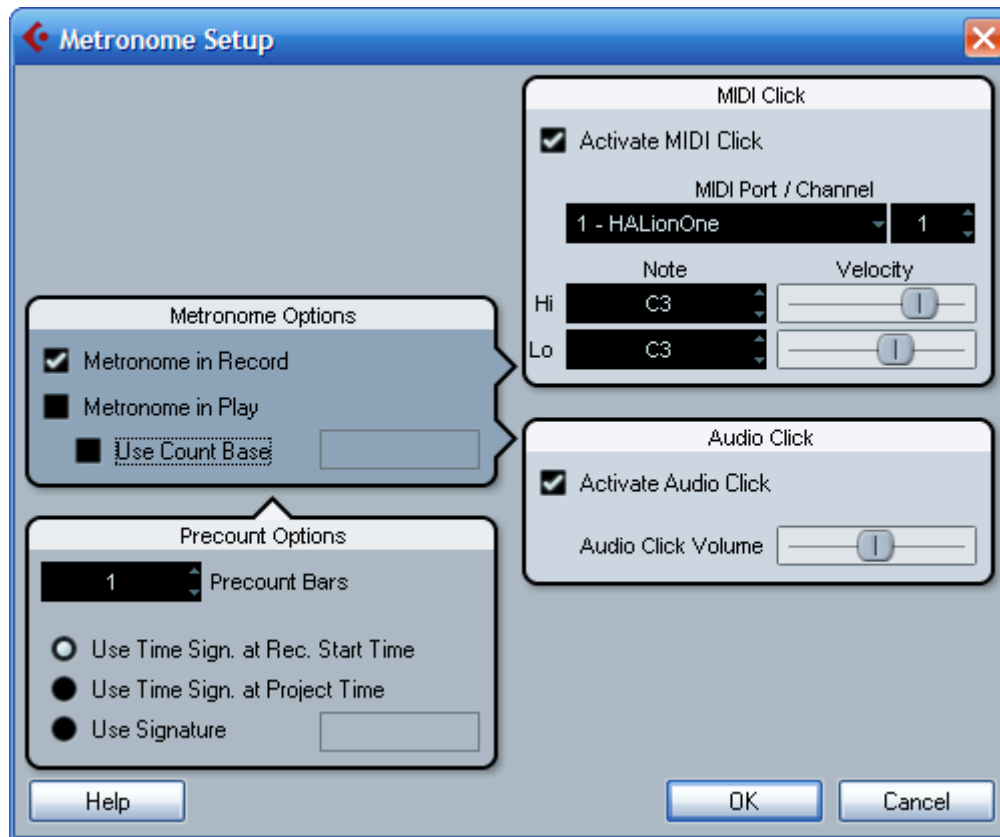 Metronome Setup
MIDI Click
Activate MIDI Click
MIDI Port / Channel
1 - HALionOne 1
Note Velocity
Hi C3
Lo C3
Metronome Options
Metronome in Record
Metronome in Play
Use Count Base
Audio Click
Activate Audio Click
Audio Click Volume
Precount Options
1 Precount Bars
Use Time Sign. at Rec. Start Time
Use Time Sign. at Project Time
Use Signature
Help OK Cancel